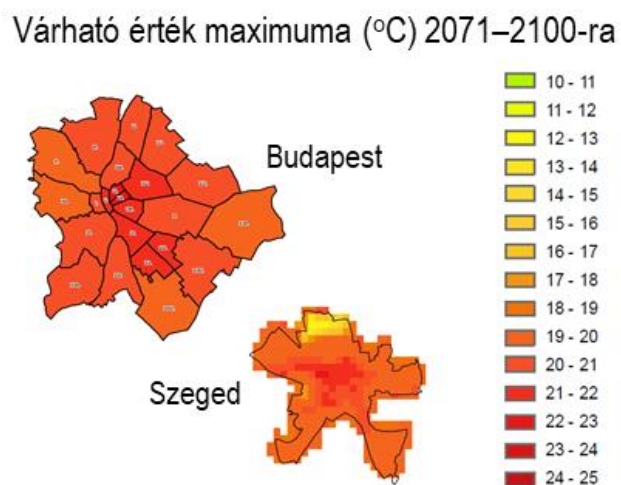 Várható érték maximuma (°C) 2071–2100-ra
Budapest
Szeged
10 - 11
11 - 12
12 - 13
13 - 14
14 - 15
15 - 16
16 - 17
17 - 18
18 - 19
19 - 20
20 - 21
21 - 22
22 - 23
23 - 24
24 - 25